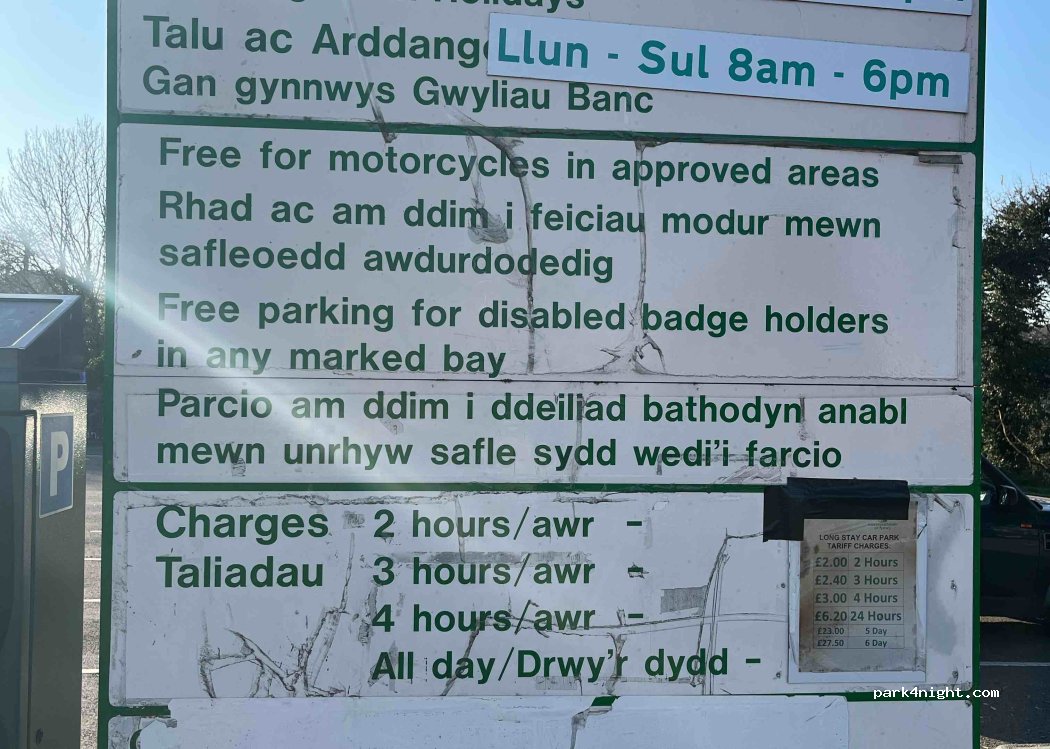 Holidays
Talu ac Arddang
Llun - Sul 8am - 6pm
Gan gynnwys Gwyliau Banc
Free for motorcycles in approved areas
Rhad ac am ddim i feiciau modur mewn
safleoedd awdurdodedig
Free parking for disabled badge holders
in any marked bay
Parcio am ddim i ddeiliad bathodyn anabl
mewn unrhyw safle sydd wedi'i farcio
P
Charges 2 hours/awr -
Taliadau 3 hours/awr -
4 hours/awr -
All day/Drwy'r dydd -
LONG STAY CAR PARK
TARIFF CHARGES:
£2.00 2 Hours
£2.40 3 Hours
£3.00 4 Hours
£6.20 24 Hours
£23.00 5 Day
£27.50 6 Day
park4night.com